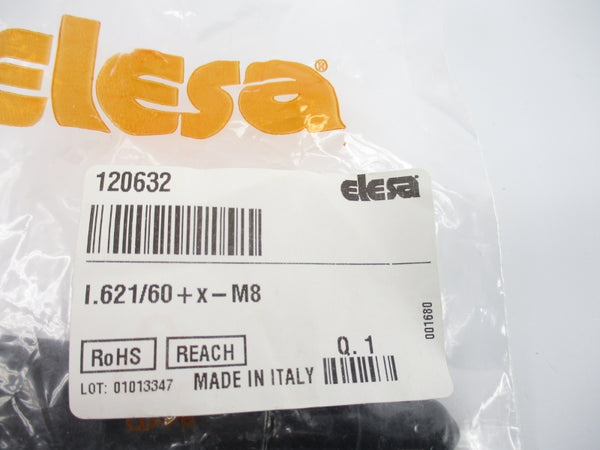 elesa®
120632
elesa
I.621/60+x-M8
RoHS REACH Q.1
LOT: 01013347 MADE IN ITALY
001680